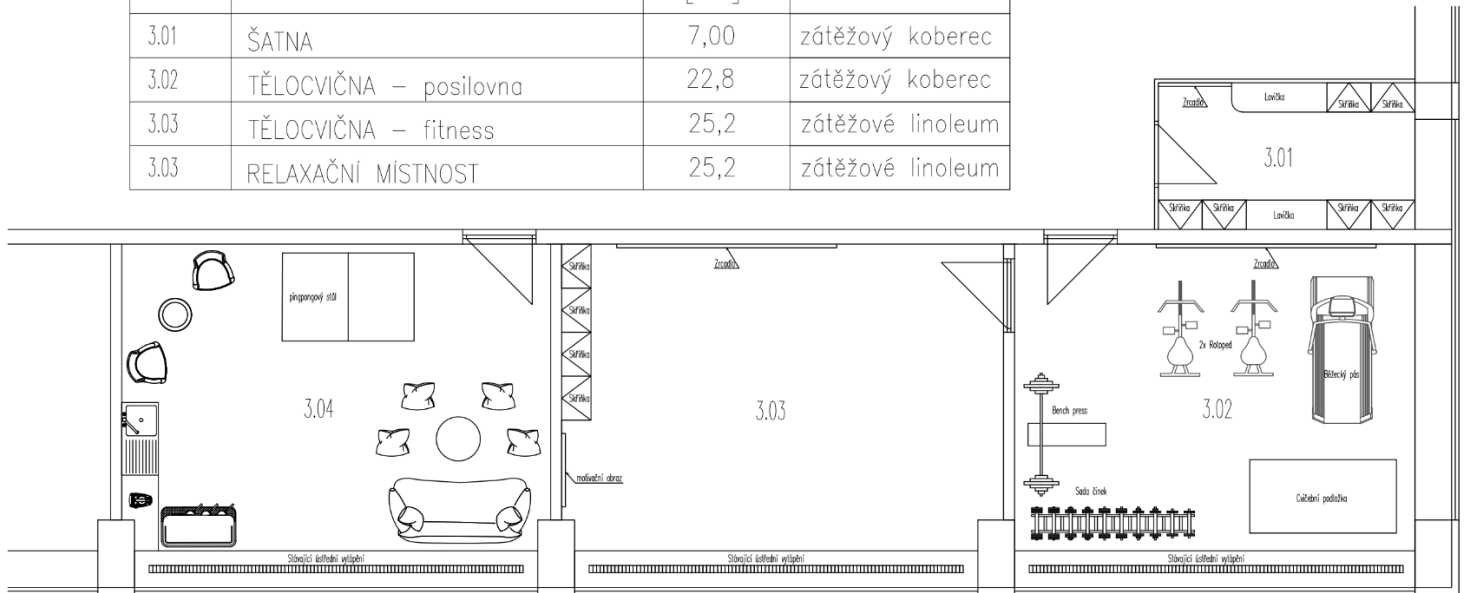 3.01 ŠATNA 7,00 zátěžový koberec
3.02 TĚLOCVIČNA – posilovna 22,8 zátěžový koberec
3.03 TĚLOCVIČNA – fitness 25,2 zátěžové linoleum
3.03 RELAXAČNÍ MÍSTNOST 25,2 zátěžové linoleum
Zrcadlo Lavička Skříňka Skříňka
3.01
Skříňka Skříňka Lavička Skříňka Skříňka
pingpongový stůl
3.04
Skříňka
Skříňka
Skříňka
Skříňka
Zrcadlo
3.03
motivační obraz
Zrcadlo
2x Rotoped
Běžecký pás
3.02
Bench press
Sada činek
Cvičební podložka
Stávající ústřední vytápění
Stávající ústřední vytápění
Stávající ústřední vytápění